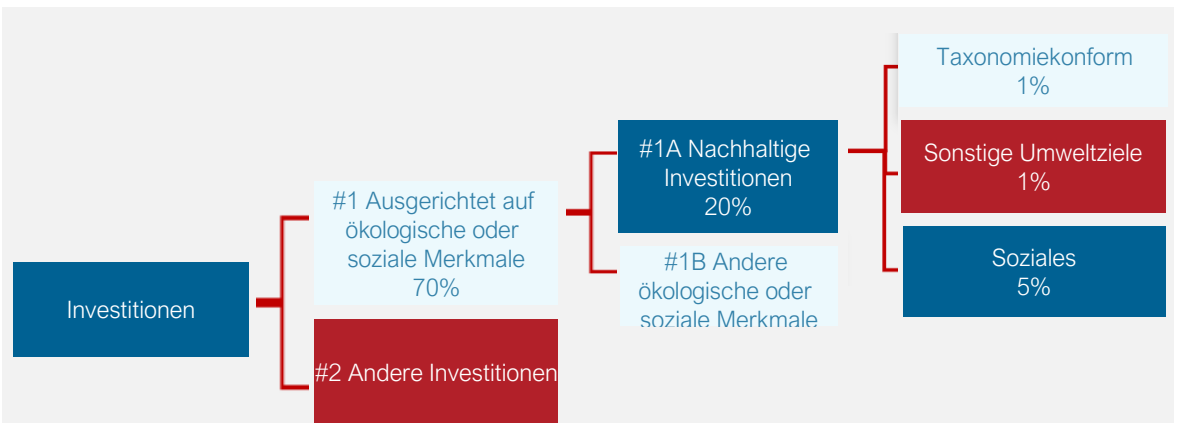 Investitionen
#1 Ausgerichtet auf
ökologische oder
soziale Merkmale
70%
#2 Andere Investitionen
#1A Nachhaltige
Investitionen
20%
#1B Andere
ökologische oder
soziale Merkmale
Taxonomiekonform
1%
Sonstige Umweltziele
1%
Soziales
5%